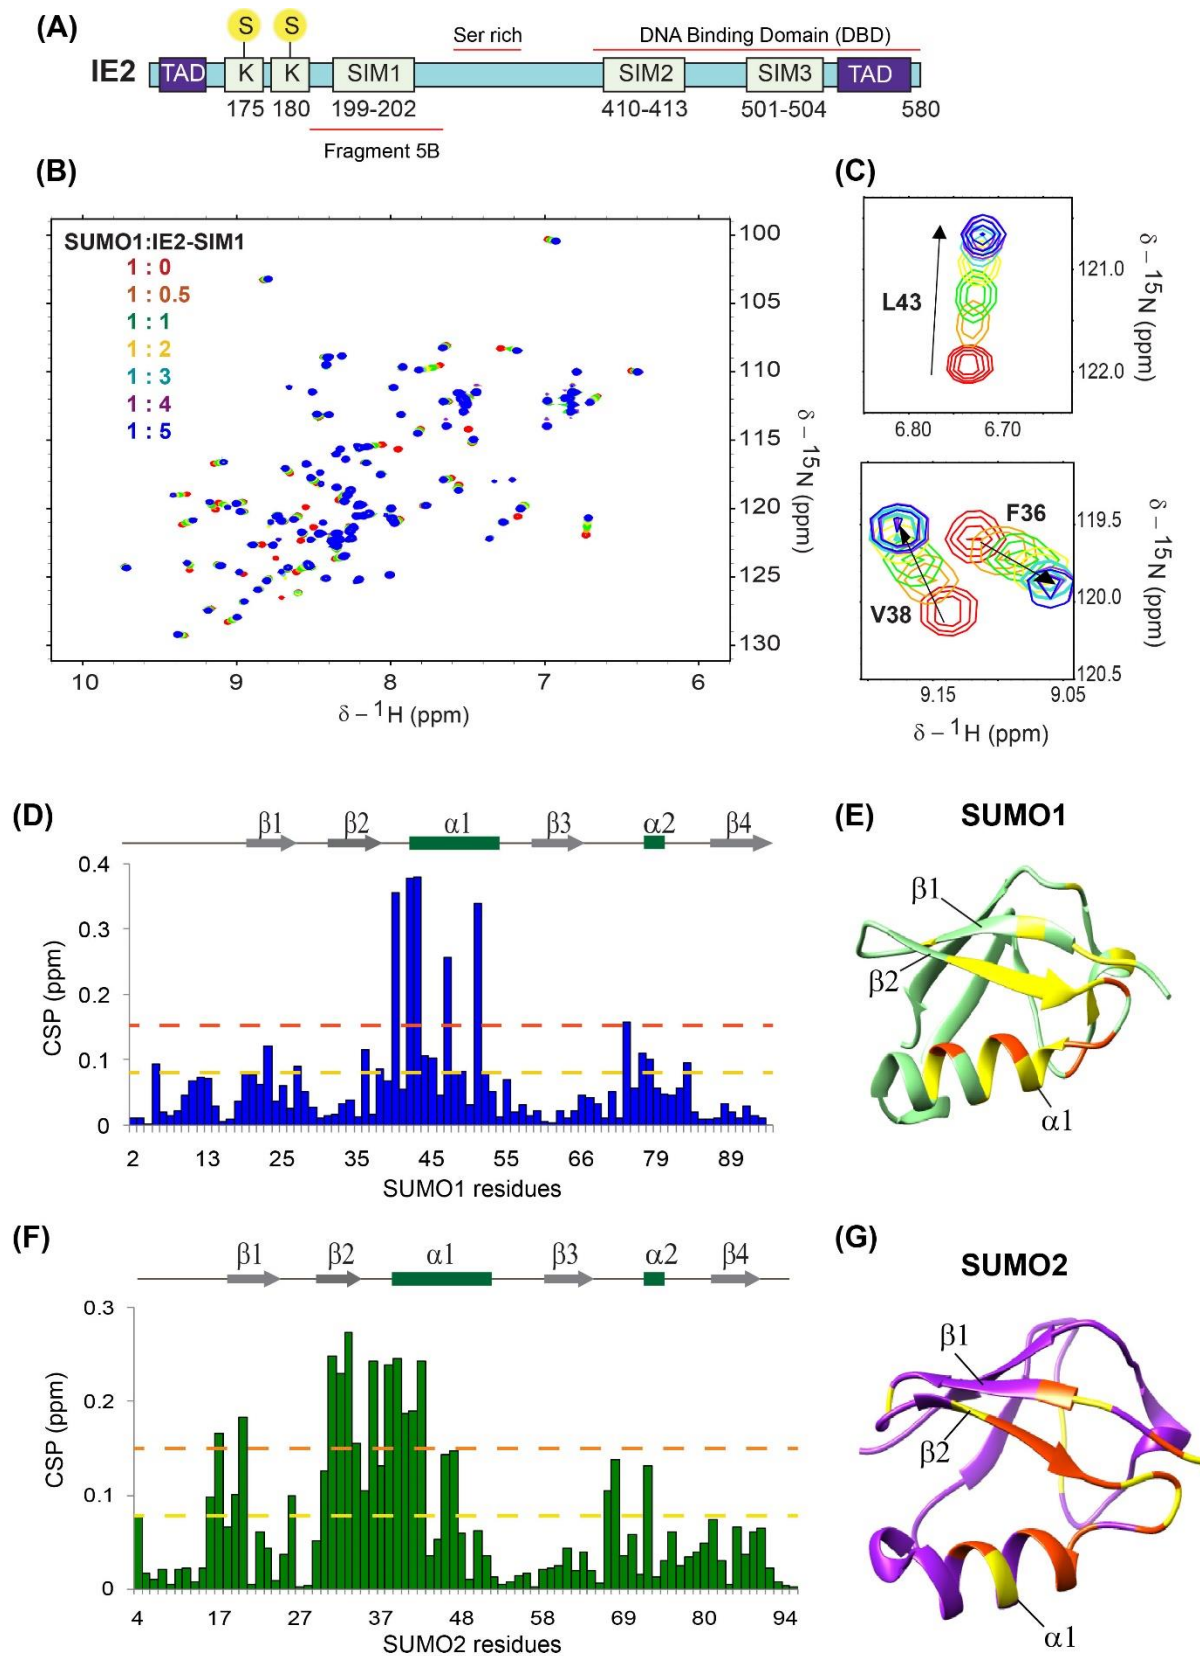 (A)
Ser rich
DNA Binding Domain (DBD)
S S
IE2 TAD K K SIM1 SIM2 SIM3 TAD
175 180 199-202 410-413 501-504 580
Fragment 5B
(B)
SUMO1:IE2-SIM1
1 : 0
1 : 0.5
1 : 1
1 : 2
1 : 3
1 : 4
1 : 5
100
105
110
115
120
125
130
δ – 15N (ppm)
10 9 8 7 6
δ – 1H (ppm)
(C)
L43
121.0
122.0
δ – 15N (ppm)
6.80 6.70
F36
V38
119.5
120.0
120.5
δ – 15N (ppm)
9.15 9.05
δ – 1H (ppm)
(D)
β1 β2 α1 β3 α2 β4
0.4
0.3
0.2
0.1
0
CSP (ppm)
2 13 25 35 45 55 66 79 89
SUMO1 residues
(E) SUMO1
β1
β2
α1
(F)
β1 β2 α1 β3 α2 β4
0.3
0.2
0.1
0
CSP (ppm)
4 17 27 37 48 58 69 80 94
SUMO2 residues
(G) SUMO2
β1
β2
α1